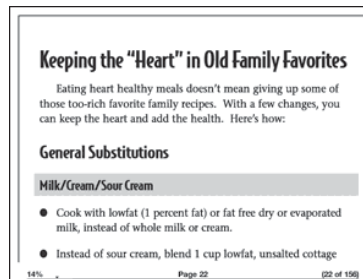 Keeping the “Heart” in Old Family Favorites
Eating heart healthy meals doesn’t mean giving up some of
those too-rich favorite family recipes. With a few changes, you
can keep the heart and add the health. Here’s how:
General Substitutions
Milk/Cream/Sour Cream
● Cook with lowfat (1 percent fat) or fat free dry or evaporated
milk, instead of whole milk or cream.
● Instead of sour cream, blend 1 cup lowfat, unsalted cottage
14% Page 22 (22 of 156)